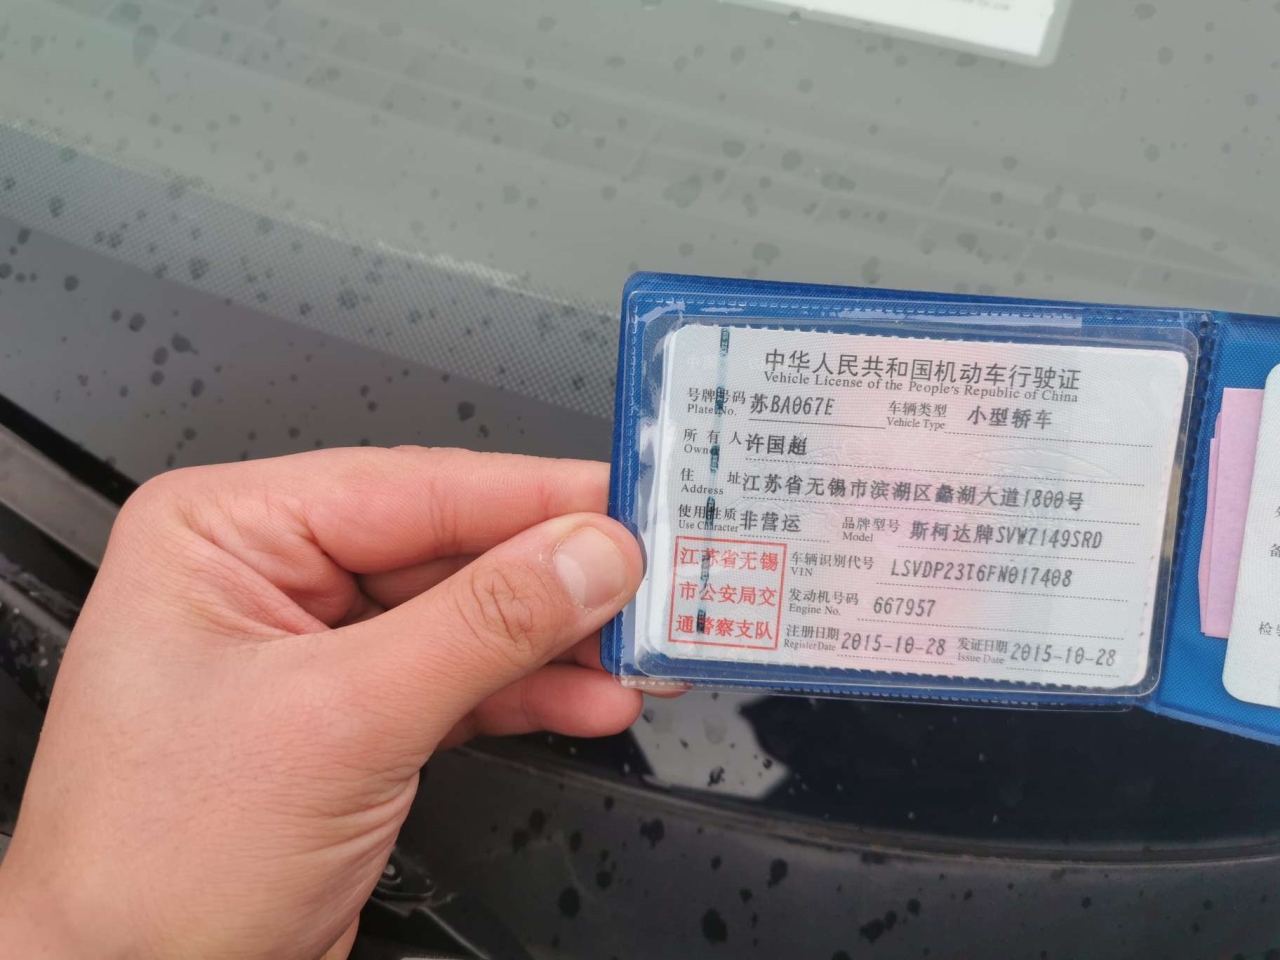 中华人民共和国机动车行驶证
Vehicle License of the People's Republic of China
号牌号码 苏BA067E 车辆类型 小型轿车
Plate No. Vehicle Type
所有人 许国超
Owner
住址 江苏省无锡市滨湖区蠡湖大道1800号
Address
使用性质 非营运 品牌型号 斯柯达牌SVW7149SRD
Use Character Model
江苏省无锡
市公安局交
通警察支队
车辆识别代号 LSVDP23T6FN017408
VIN
发动机号码 667957
Engine No.
注册日期 2015-10-28 发证日期 2015-10-28
Register Date Issue Date